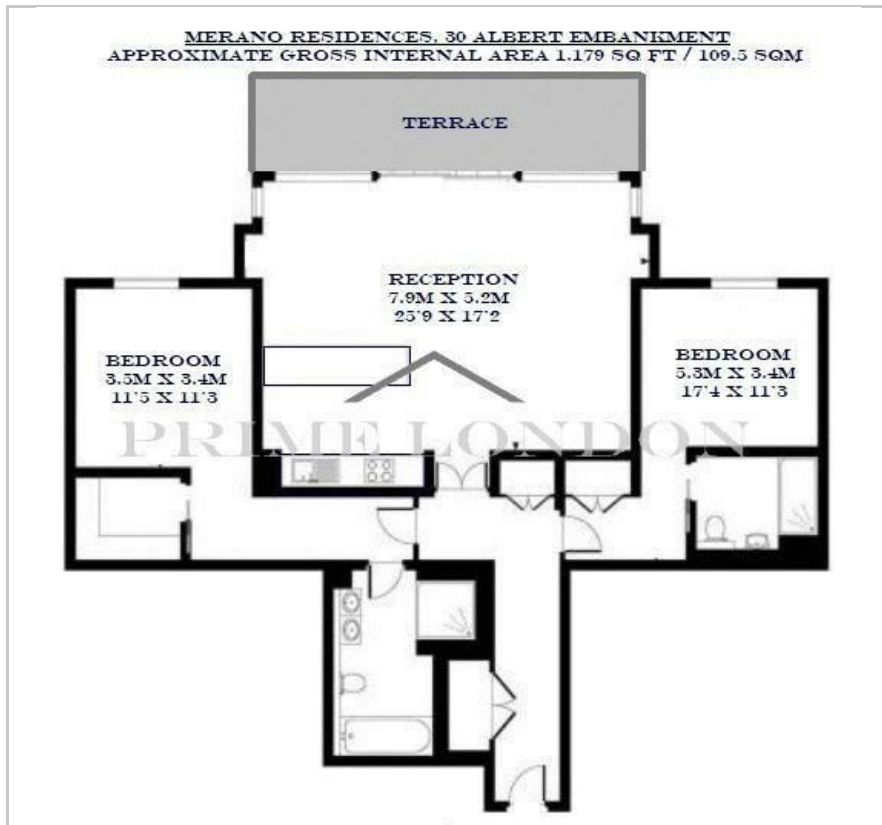 MERANO RESIDENCES, 30 ALBERT EMBANKMENT
APPROXIMATE GROSS INTERNAL AREA 1.179 SQ FT / 109.5 SQM
TERRACE
RECEPTION
7.9M X 5.2M
25'9 X 17'2
BEDROOM
3.5M X 3.4M
11'5 X 11'3
BEDROOM
5.3M X 3.4M
17'4 X 11'3
PRIME LONDON